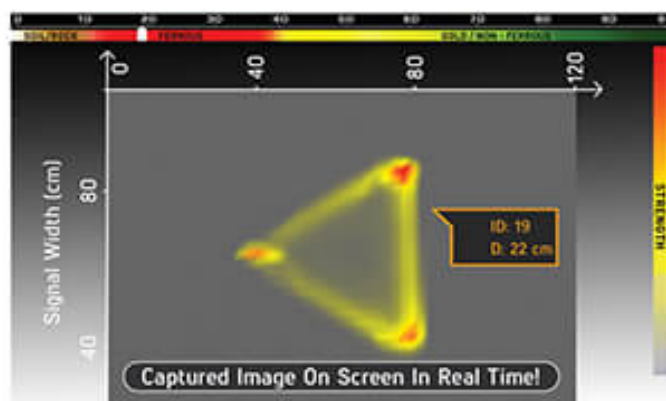 0 10 20 30 40 50 60 70 80
SOIL/ROCK FERROUS GOLD / NON - FERROUS
0 40 80 120
Signal Width (cm)
80
40
STRENGTH
ID: 19
D: 22 cm
Captured Image On Screen In Real Time!